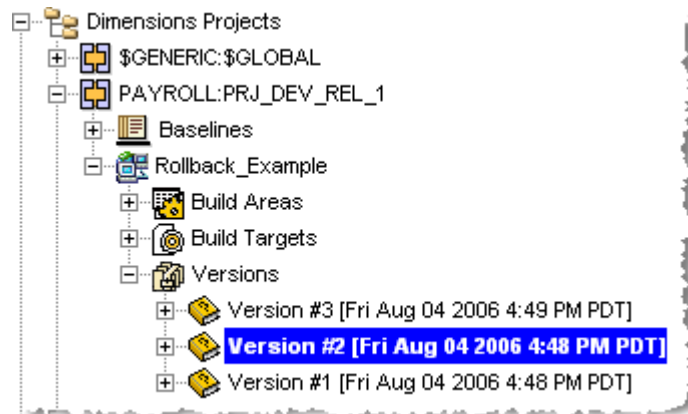 Dimensions Projects
$GENERIC:$GLOBAL
PAYROLL:PRJ_DEV_REL_1
Baselines
Rollback_Example
Build Areas
Build Targets
Versions
Version #3 [Fri Aug 04 2006 4:49 PM PDT]
Version #2 [Fri Aug 04 2006 4:48 PM PDT]
Version #1 [Fri Aug 04 2006 4:48 PM PDT]